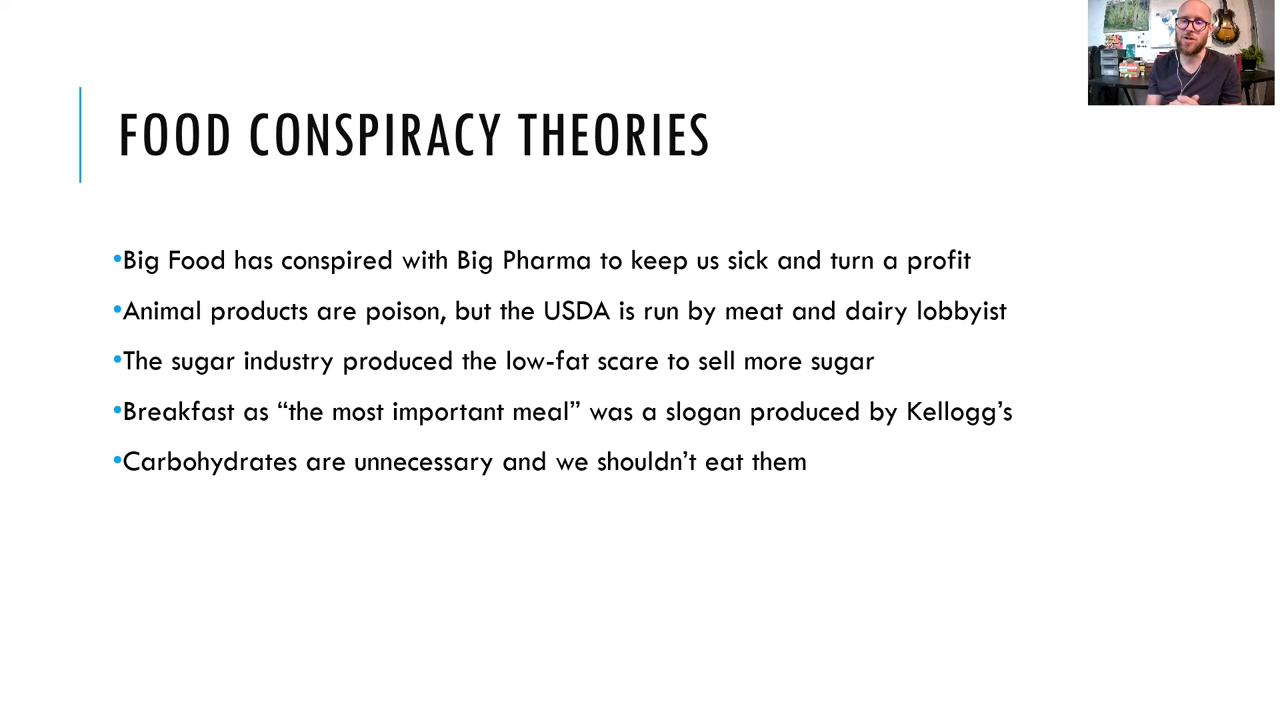 FOOD CONSPIRACY THEORIES
•Big Food has conspired with Big Pharma to keep us sick and turn a profit
•Animal products are poison, but the USDA is run by meat and dairy lobbyist
•The sugar industry produced the low-fat scare to sell more sugar
•Breakfast as “the most important meal” was a slogan produced by Kellogg’s
•Carbohydrates are unnecessary and we shouldn’t eat them